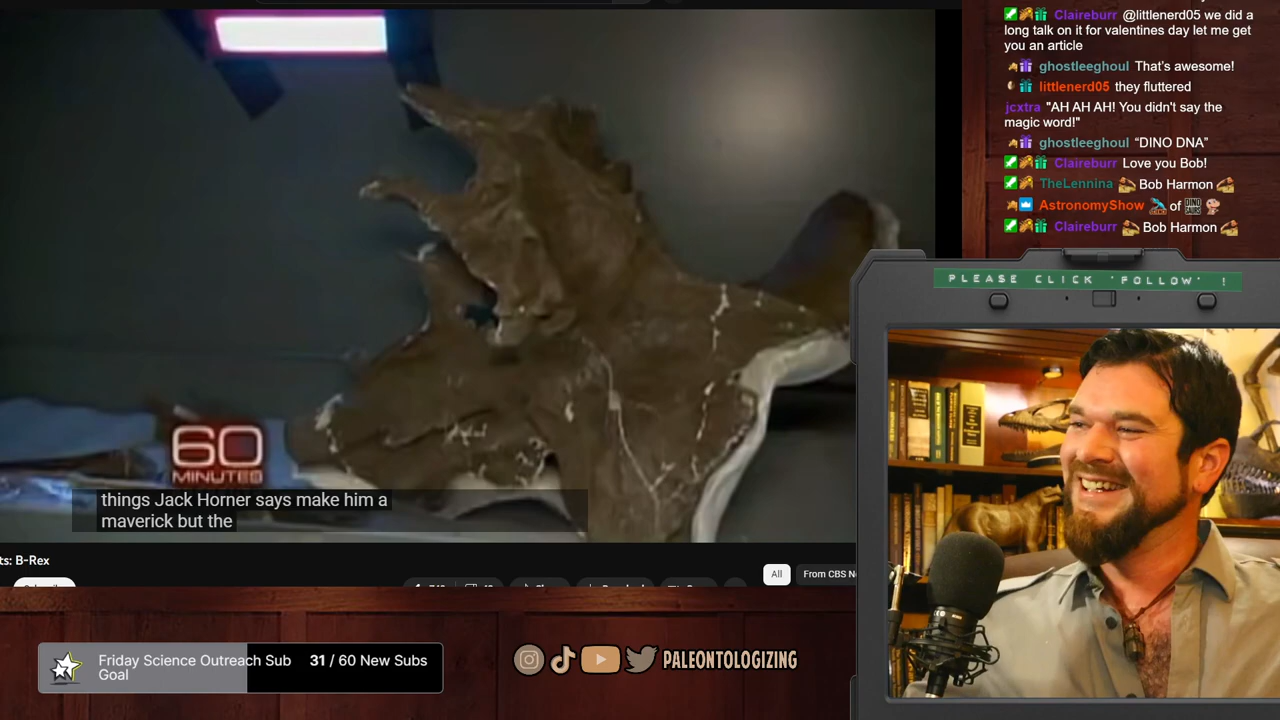 Claireburr @littlenerd05 we did a
long talk on it for valentines day let me get
you an article
ghostleeghoul That's awesome!
littlenerd05 they fluttered
jcxtra "AH AH AH! You didn't say the
magic word!"
ghostleeghoul “DINO DNA”
Claireburr Love you Bob!
TheLennina Bob Harmon
AstronomyShow of
Claireburr Bob Harmon
PLEASE CLICK 'FOLLOW' !
60
MINUTES
things Jack Horner says make him a
maverick but the
ts: B-Rex
All
From CBS N
Friday Science Outreach Sub
Goal
31 / 60 New Subs
PALEONTOLOGIZING